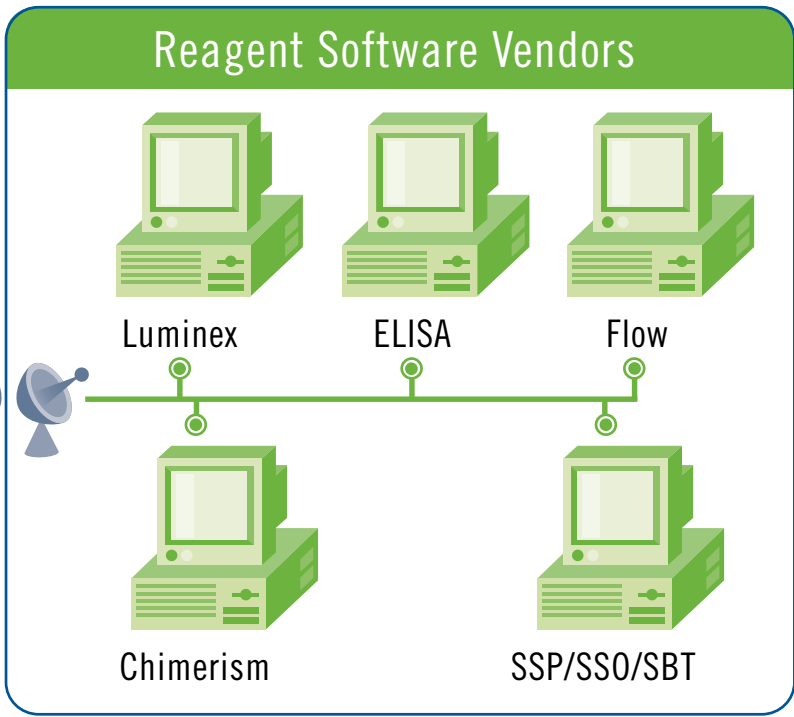 Reagent Software Vendors
Luminex
ELISA
Flow
Chimerism
SSP/SSO/SBT